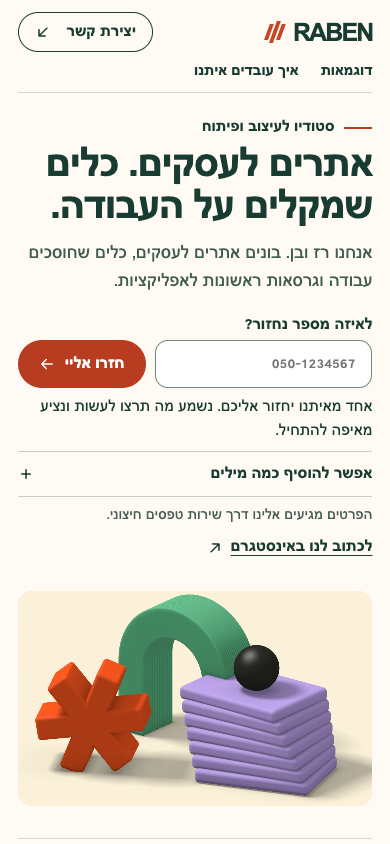 RABEN
יצירת קשר
דוגמאות
איך עובדים איתנו
סטודיו לעיצוב ופיתוח
אתרים לעסקים. כלים
שמקלים על העבודה.
אנחנו רז ובן. בונים אתרים לעסקים, כלים שחוסכים
עבודה וגרסאות ראשונות לאפליקציות.
לאיזה מספר נחזור?
050-1234567
חזרו אליי
אחד מאיתנו יחזור אליכם. נשמע מה תרצו לעשות ונציע
מאיפה להתחיל.
אפשר להוסיף כמה מילים
הפרטים מגיעים אלינו דרך שירות טפסים חיצוני.
לכתוב לנו באינסטגרם